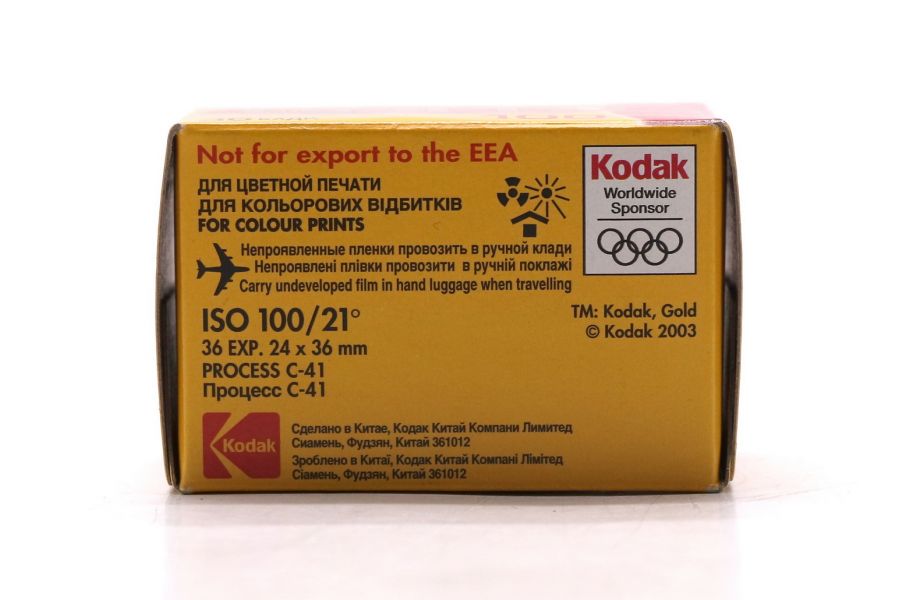 100
Not for export to the EEA
ДЛЯ ЦВЕТНОЙ ПЕЧАТИ
ДЛЯ КОЛЬОРОВИХ ВІДБИТКІВ
FOR COLOUR PRINTS
Kodak
Worldwide
Sponsor
Непроявленные пленки провозить в ручной клади
Непроявлені плівки провозити в ручній поклажі
Carry undeveloped film in hand luggage when travelling
ISO 100/21°
36 EXP. 24 x 36 mm
PROCESS C-41
Процесс C-41
TM: Kodak, Gold
© Kodak 2003
Kodak
Сделано в Китае, Кодак Китай Компани Лимитед
Сиамень, Фудзян, Китай 361012
Зроблено в Китаї, Кодак Китай Компані Лімітед
Сіамень, Фудзян, Китай 361012